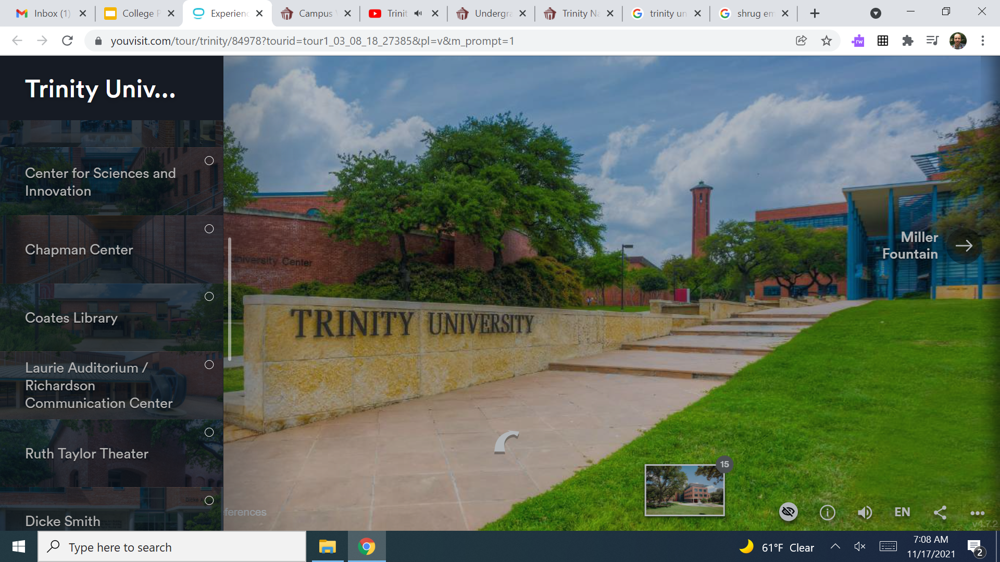 Inbox (1)
College P
Experienc
Campus
Trinit
Undergra
Trinity Na
trinity un
shrug em
youvisit.com/tour/trinity/84978?tourid=tour1_03_08_18_27385&pl=v&m_prompt=1
rw
Trinity Univ...
Center for Sciences and
Innovation
Chapman Center
Coates Library
Laurie Auditorium /
Richardson
Communication Center
Ruth Taylor Theater
Dicke Smith
University Center
TRINITY UNIVERSITY
Miller
Fountain
15
ferences
EN
v4.7.2
Type here to search
61°F Clear
7:08 AM
11/17/2021
2